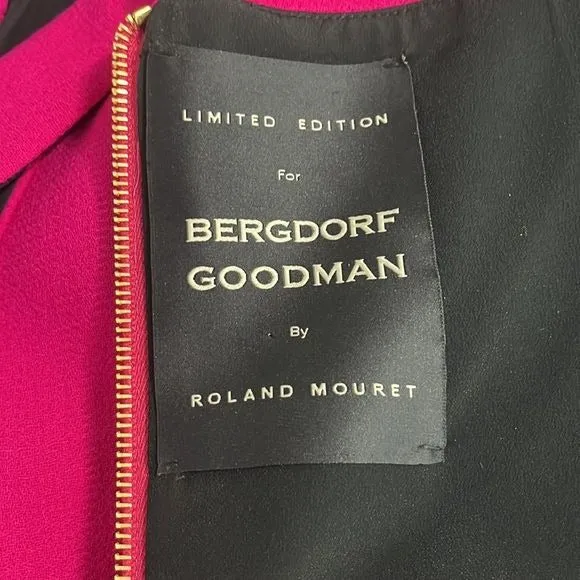 LIMITED EDITION
For
BERGDORF
GOODMAN
By
ROLAND MOURET